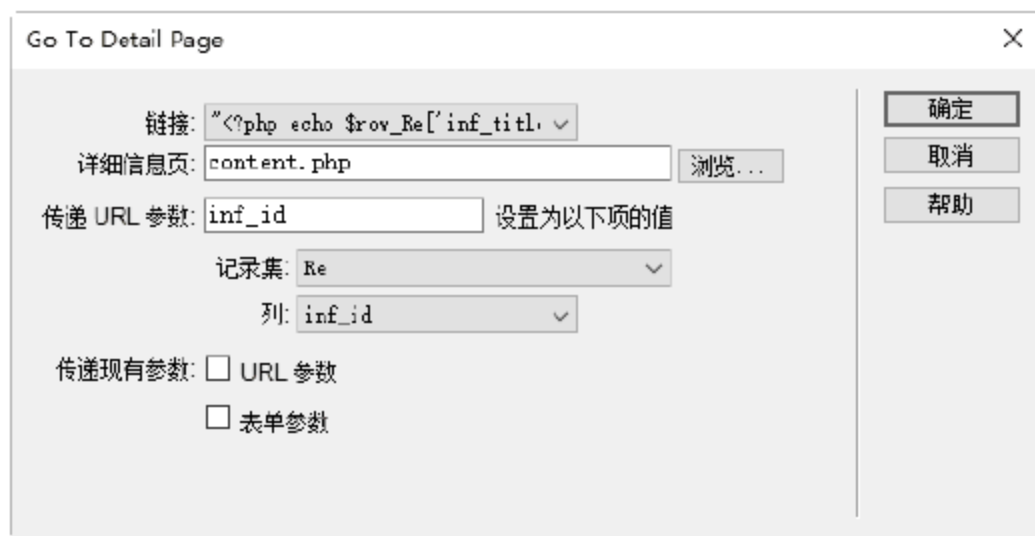 Go To Detail Page
链接: "<?php echo $row_Re['inf_titl
确定
详细信息页: content.php 浏览...
取消
传递 URL 参数: inf_id 设置为以下项的值
帮助
记录集: Re
列: inf_id
传递现有参数: URL 参数
表单参数